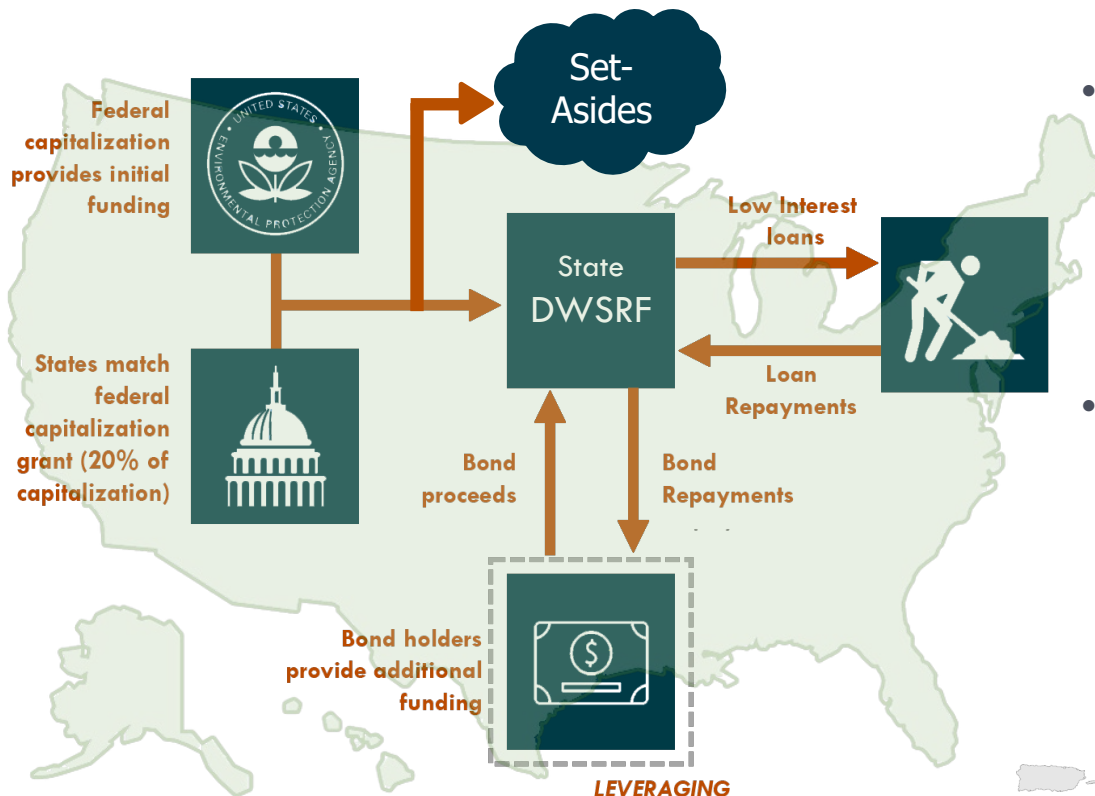 Set-
Asides
Federal
capitalization
provides initial
funding
UNITED STATES
ENVIRONMENTAL PROTECTION AGENCY
Low Interest
loans
State
DWSRF
States match
federal
capitalization
grant (20% of
capitalization)
Loan
Repayments
Bond
proceeds
Bond
Repayments
Bond holders
provide additional
funding
$
LEVERAGING